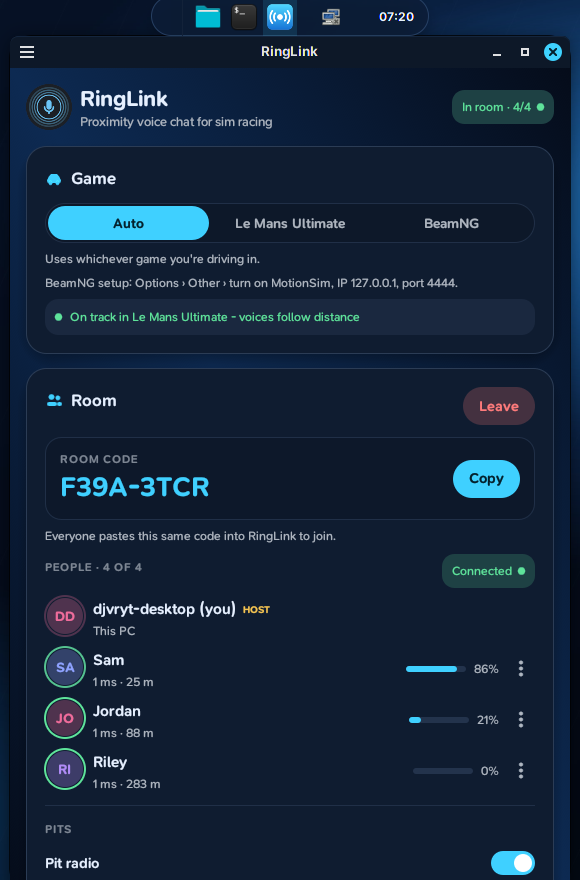 $_
07:20
RingLink
RingLink
Proximity voice chat for sim racing
In room · 4/4
Game
Auto
Le Mans Ultimate
BeamNG
Uses whichever game you're driving in.
BeamNG setup: Options › Other › turn on MotionSim, IP 127.0.0.1, port 4444.
On track in Le Mans Ultimate - voices follow distance
Room
Leave
ROOM CODE
F39A-3TCR
Copy
Everyone pastes this same code into RingLink to join.
PEOPLE · 4 OF 4
Connected
DD
djvryt-desktop (you) HOST
This PC
SA
Sam
1 ms · 25 m
86%
JO
Jordan
1 ms · 88 m
21%
RI
Riley
1 ms · 283 m
0%
PITS
Pit radio